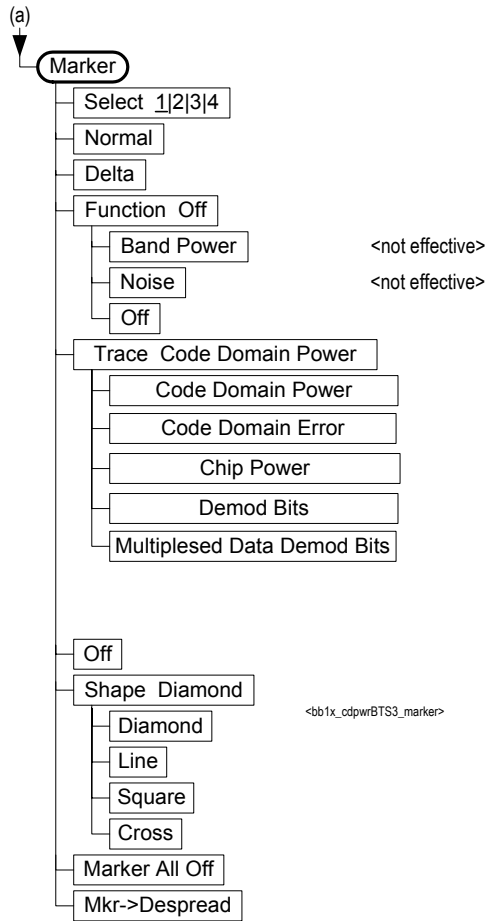 (a)
Marker
Select 1|2|3|4
Normal
Delta
Function Off
Band Power <not effective>
Noise <not effective>
Off
Trace Code Domain Power
Code Domain Power
Code Domain Error
Chip Power
Demod Bits
Multiplesed Data Demod Bits
Off
Shape Diamond
<bb1x_cdpwrBTS3_marker>
Diamond
Line
Square
Cross
Marker All Off
Mkr->Despread